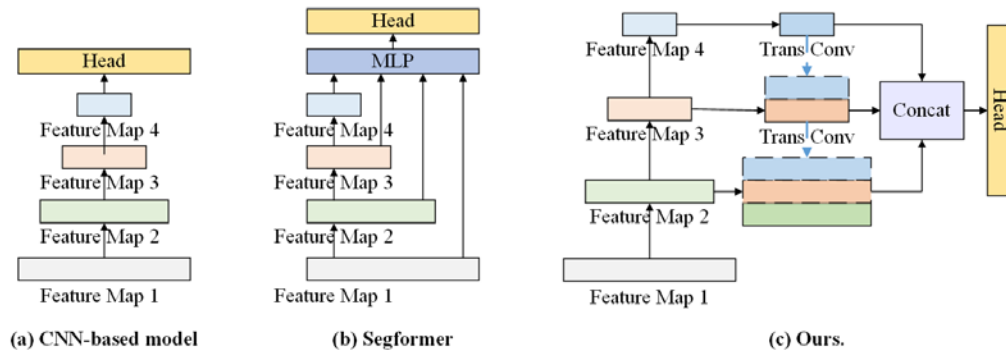 Head
Feature Map 4
Feature Map 3
Feature Map 2
Feature Map 1
(a) CNN-based model
Head
MLP
Feature Map 4
Feature Map 3
Feature Map 2
Feature Map 1
(b) Segformer
Feature Map 4
Trans Conv
Feature Map 3
Trans Conv
Concat
Head
Feature Map 2
Feature Map 1
(c) Ours.